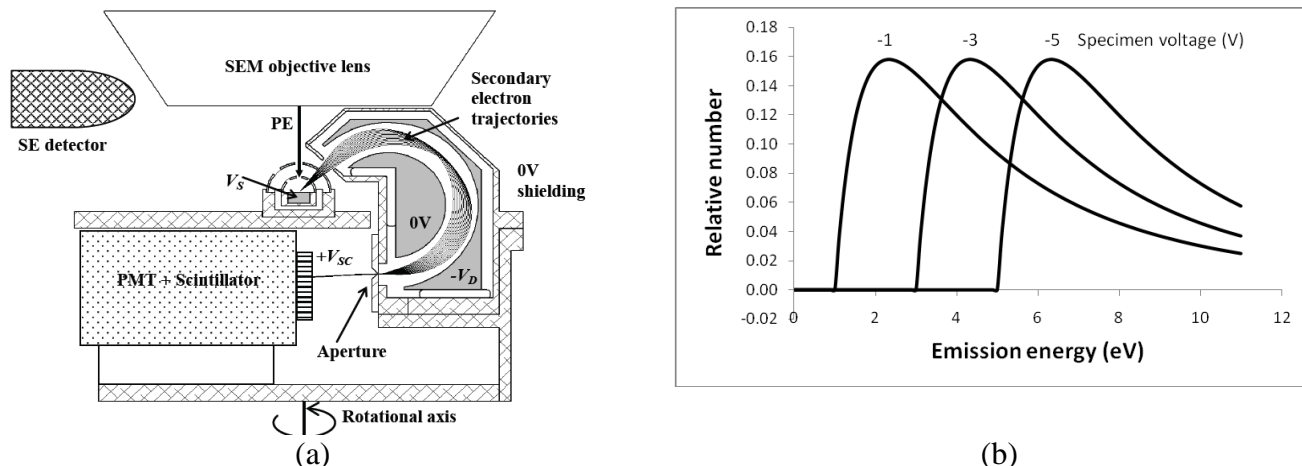 SEM objective lens
Secondary
electron
trajectories
SE detector
PE
0V
shielding
V_S
0V
+V_SC
PMT + Scintillator
-V_D
Aperture
Rotational axis
(a)
-1 -3 -5 Specimen voltage (V)
Relative number
0.18
0.16
0.14
0.12
0.10
0.08
0.06
0.04
0.02
0.00
-0.02
0 2 4 6 8 10 12
Emission energy (eV)
(b)